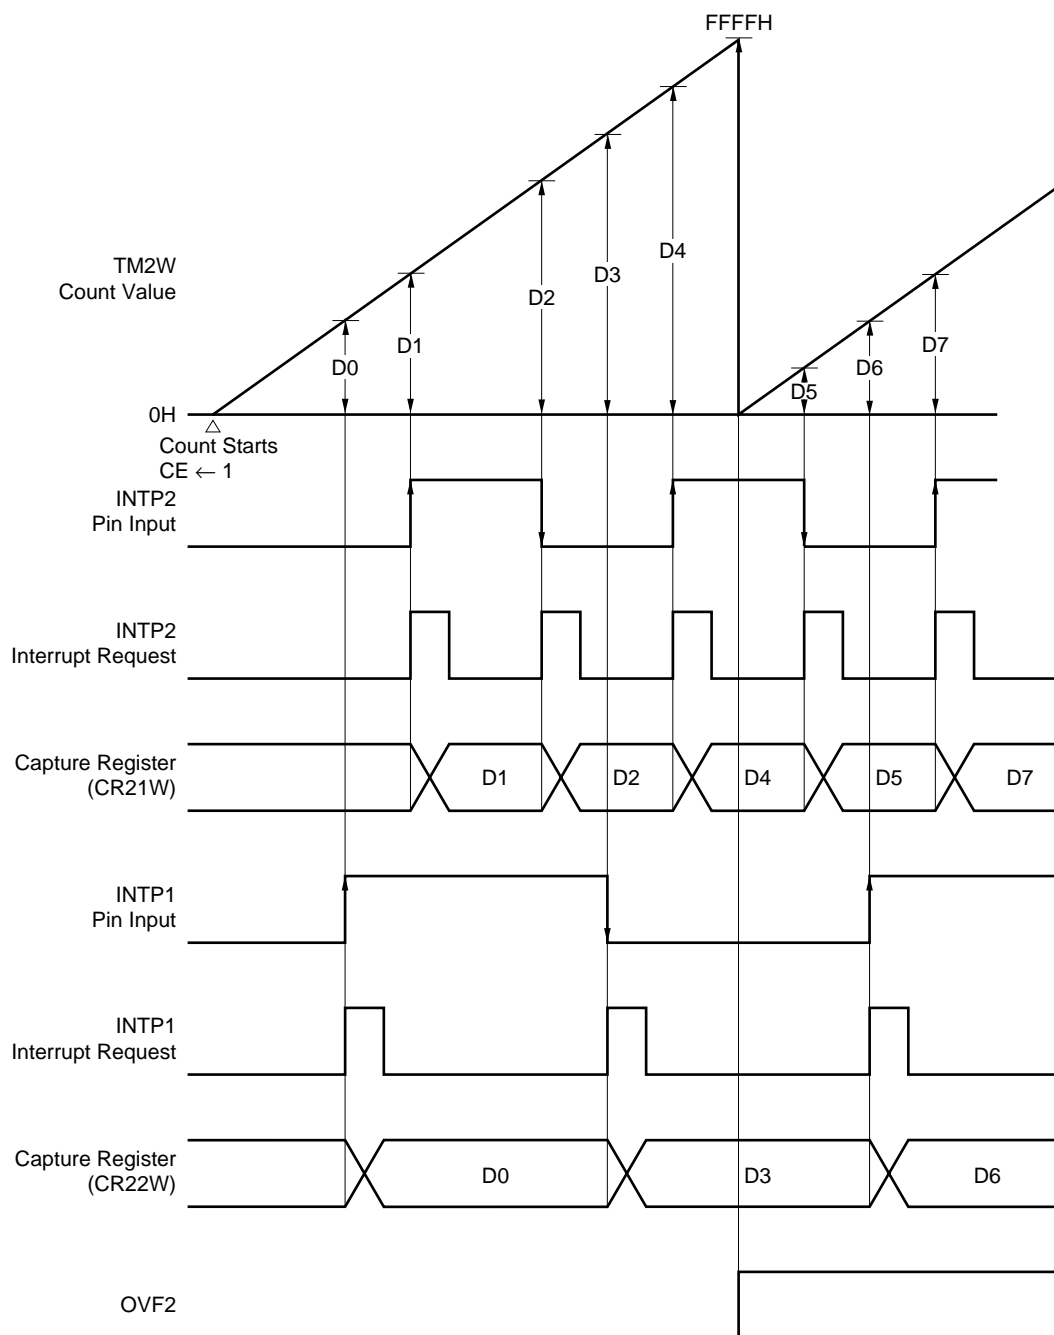 FFFFH
TM2W
Count Value
D0
D1
D2
D3
D4
D5
D6
D7
0H
△
Count Starts
CE ← 1
INTP2
Pin Input
INTP2
Interrupt Request
Capture Register
(CR21W)
D1
D2
D4
D5
D7
INTP1
Pin Input
INTP1
Interrupt Request
Capture Register
(CR22W)
D0
D3
D6
OVF2